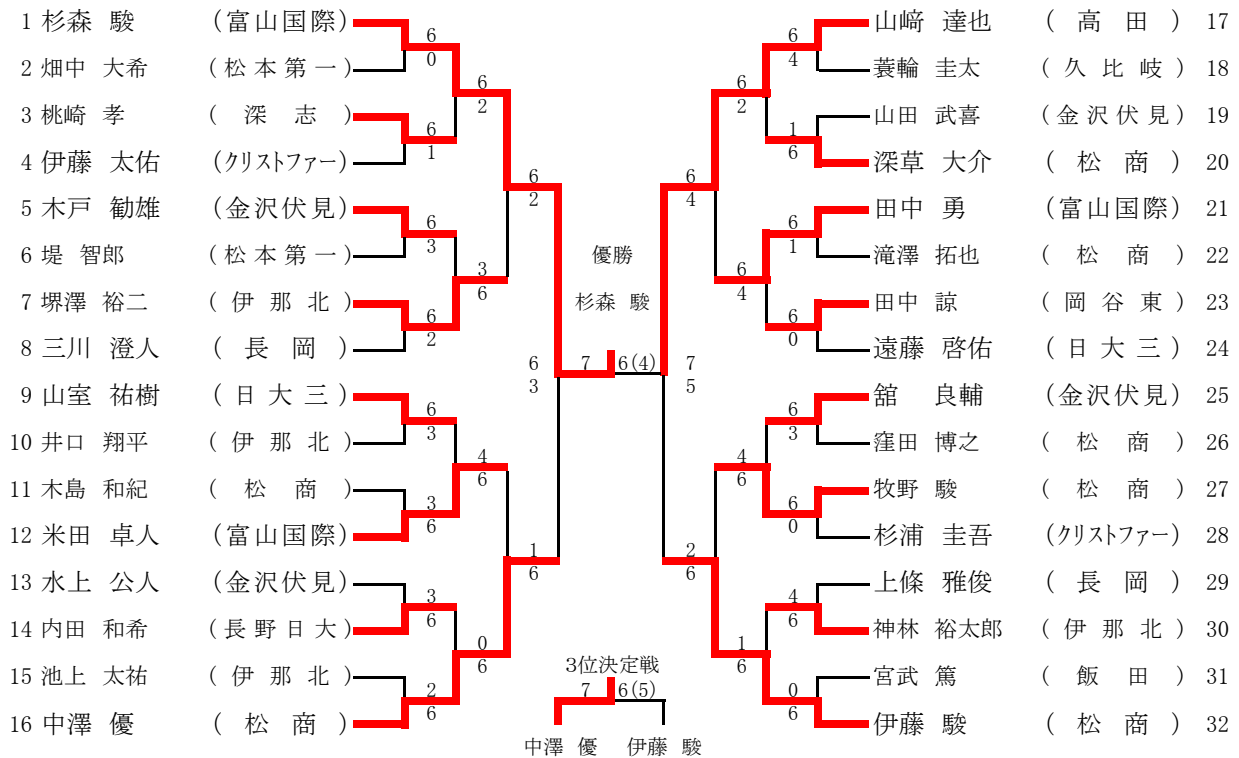 1 杉森 駿 (富山国際)
2 畑中 大希 (松本第一)
3 桃崎 孝 (深志)
4 伊藤 太佑 (クリストファー)
5 木戸 勧雄 (金沢伏見)
6 堤 智郎 (松本第一)
7 堺澤 裕二 (伊那北)
8 三川 澄人 (長岡)
9 山室 祐樹 (日大三)
10 井口 翔平 (伊那北)
11 木島 和紀 (松商)
12 米田 卓人 (富山国際)
13 水上 公人 (金沢伏見)
14 内田 和希 (長野日大)
15 池上 太祐 (伊那北)
16 中澤 優 (松商)
6
0
6
1
6
3
6
2
6
3
3
6
3
6
2
6
6
2
3
6
4
6
0
6
6
2
1
6
6
3
優勝
杉森 駿
7 6(4)
3位決定戦
7 6(5)
中澤 優 伊藤 駿
7
5
6
4
2
6
6
2
6
4
4
6
1
6
6
4
1
6
6
1
6
0
6
3
6
0
4
6
0
6
山﨑 達也 (高田) 17
蓑輪 圭太 (久比岐) 18
山田 武喜 (金沢伏見) 19
深草 大介 (松商) 20
田中 勇 (富山国際) 21
滝澤 拓也 (松商) 22
田中 諒 (岡谷東) 23
遠藤 啓佑 (日大三) 24
舘 良輔 (金沢伏見) 25
窪田 博之 (松商) 26
牧野 駿 (松商) 27
杉浦 圭吾 (クリストファー) 28
上條 雅俊 (長岡) 29
神林 裕太郎 (伊那北) 30
宮武 篤 (飯田) 31
伊藤 駿 (松商) 32